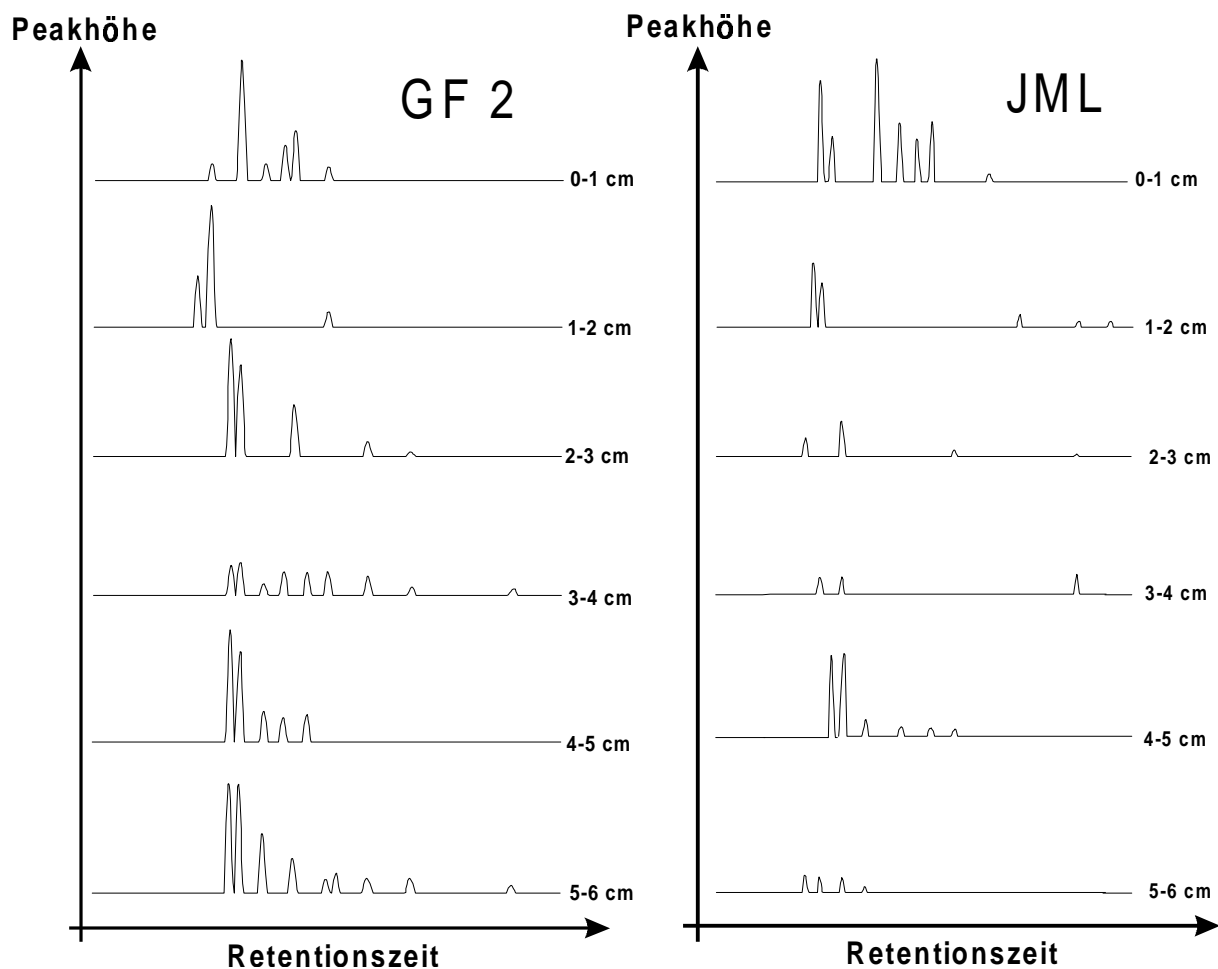 Peakhöhe
GF 2
0-1 cm
1-2 cm
2-3 cm
3-4 cm
4-5 cm
5-6 cm
Retentionszeit
Peakhöhe
JML
0-1 cm
1-2 cm
2-3 cm
3-4 cm
4-5 cm
5-6 cm
Retentionszeit